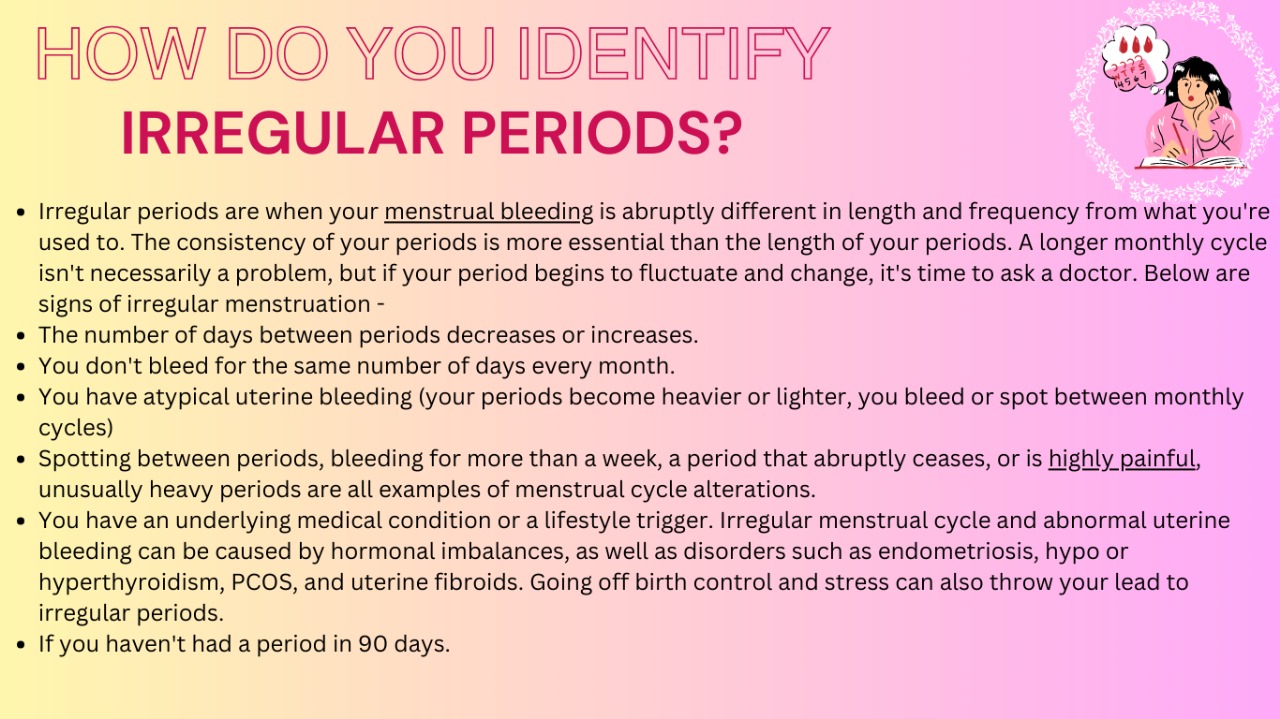 HOW DO YOU IDENTIFY
IRREGULAR PERIODS?
• Irregular periods are when your menstrual bleeding is abruptly different in length and frequency from what you're
used to. The consistency of your periods is more essential than the length of your periods. A longer monthly cycle
isn't necessarily a problem, but if your period begins to fluctuate and change, it's time to ask a doctor. Below are
signs of irregular menstruation -
• The number of days between periods decreases or increases.
• You don't bleed for the same number of days every month.
• You have atypical uterine bleeding (your periods become heavier or lighter, you bleed or spot between monthly
cycles)
• Spotting between periods, bleeding for more than a week, a period that abruptly ceases, or is highly painful,
unusually heavy periods are all examples of menstrual cycle alterations.
• You have an underlying medical condition or a lifestyle trigger. Irregular menstrual cycle and abnormal uterine
bleeding can be caused by hormonal imbalances, as well as disorders such as endometriosis, hypo or
hyperthyroidism, PCOS, and uterine fibroids. Going off birth control and stress can also throw your lead to
irregular periods.
• If you haven't had a period in 90 days.